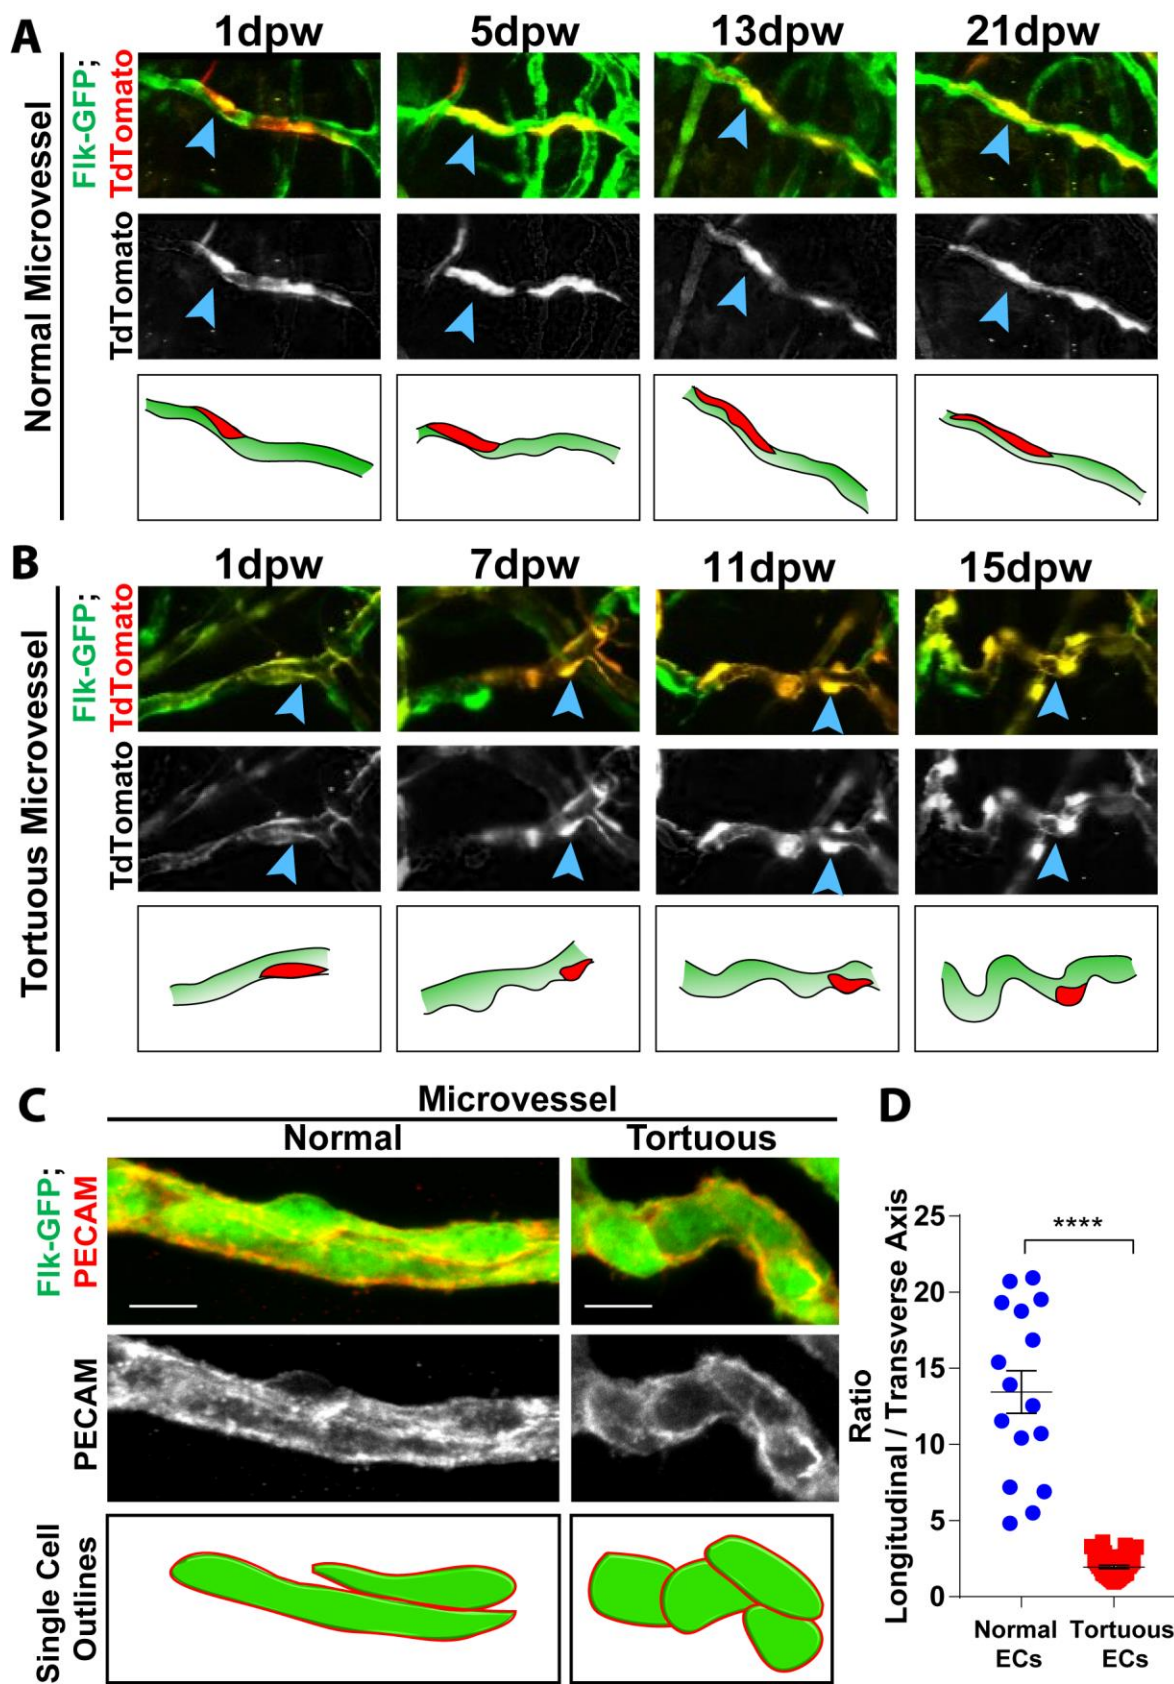 A
1dpw 5dpw 13dpw 21dpw
Normal Microvessel
Flk-GFP;
TdTomato
TdTomato
B
1dpw 7dpw 11dpw 15dpw
Tortuous Microvessel
Flk-GFP;
TdTomato
TdTomato
C
Microvessel
Normal Tortuous
Flk-GFP;
PECAM
PECAM
Single Cell
Outlines
D
Ratio
Longitudinal / Transverse Axis
25
20
15
10
5
0
****
Normal
ECs
Tortuous
ECs